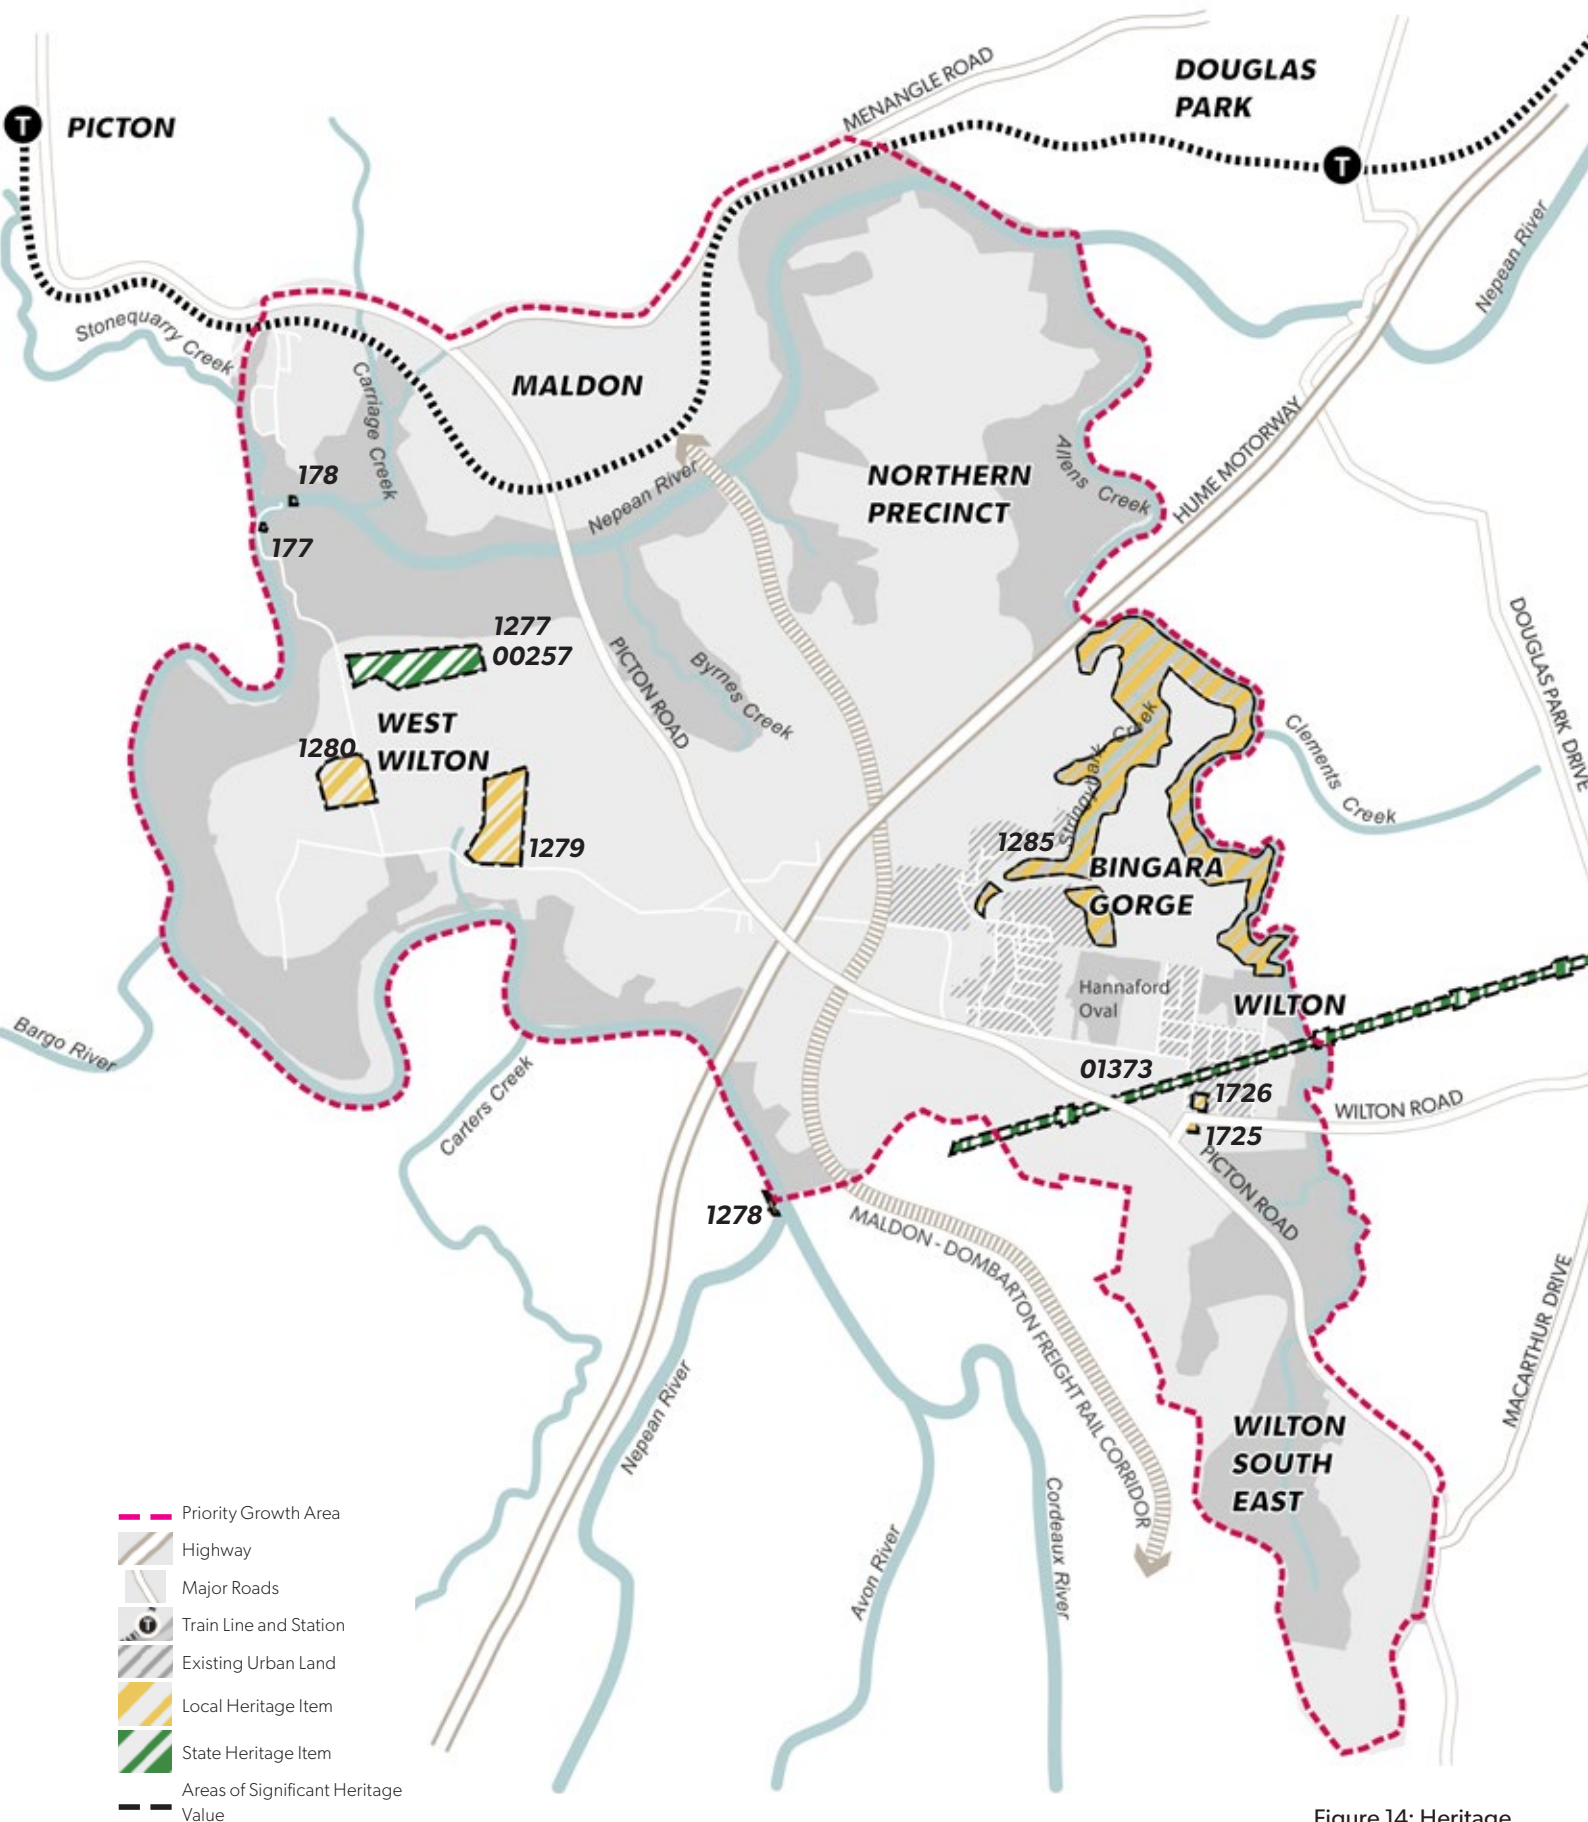 MENANGLE ROAD
DOUGLAS
PARK
T
PICTON
T
Nepean River
Stonequarry Creek
Carriage Creek
MALDON
HUME MOTORWAY
Allens Creek
NORTHERN
PRECINCT
178
Nepean River
177
DOUGLAS PARK DRIVE
1277
00257
PICTON ROAD
Byrnes Creek
WEST
WILTON
1280
Stringybark Creek
Clements Creek
1279
1285
BINGARA
GORGE
Hannaford
Oval
WILTON
Bargo River
Carters Creek
01373
1726
WILTON ROAD
1725
PICTON ROAD
1278
MALDON - DOMBARTON FREIGHT RAIL CORRIDOR
MACARTHUR DRIVE
Nepean River
WILTON
SOUTH
EAST
Avon River
Cordeaux River
Priority Growth Area
Highway
Major Roads
T
Train Line and Station
Existing Urban Land
Local Heritage Item
State Heritage Item
Areas of Significant Heritage
Value
Figure 14: Heritage